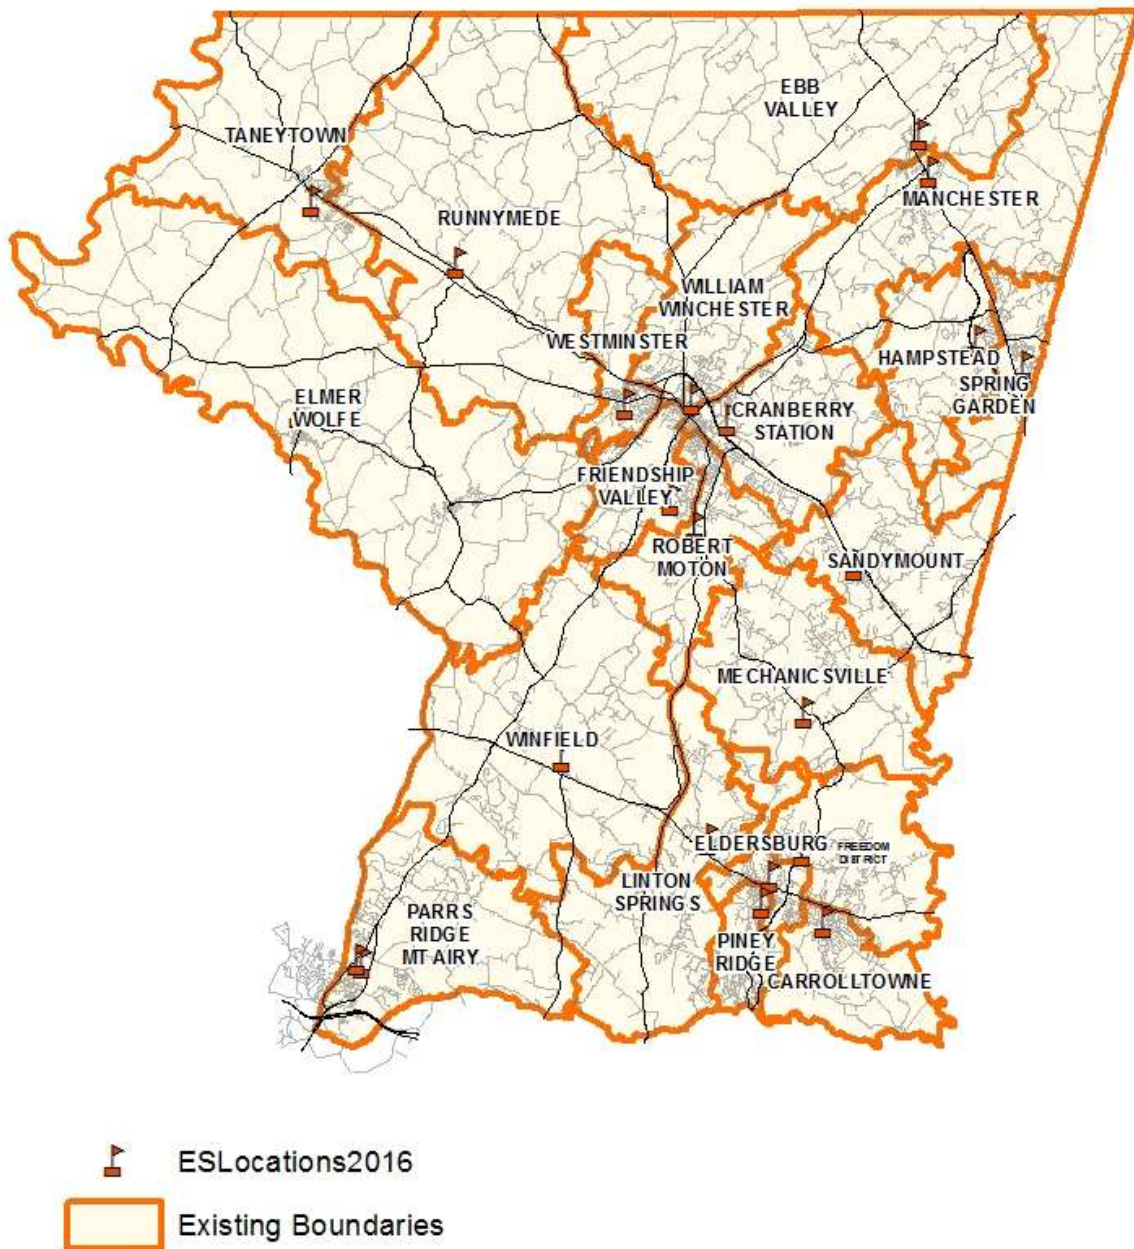 EBB
VALLEY
TANEYTOWN
MANCHESTER
RUNNYMEDE
WILLIAM
WINCHESTER
WESTMINSTER
HAMPSTEAD
SPRING
GARDEN
ELMER
WOLFE
CRANBERRY
STATION
FRIENDSHIP
VALLEY
ROBERT
MOTON
SANDYMOUNT
MECHANICSVILLE
WINFIELD
ELDERSBURG
FREEDOM
DISTRICT
LINTON
SPRINGS
PARRS
RIDGE
MT AIRY
PINEY
RIDGE
CARROLLTOWNE
ESLocations2016
Existing Boundaries